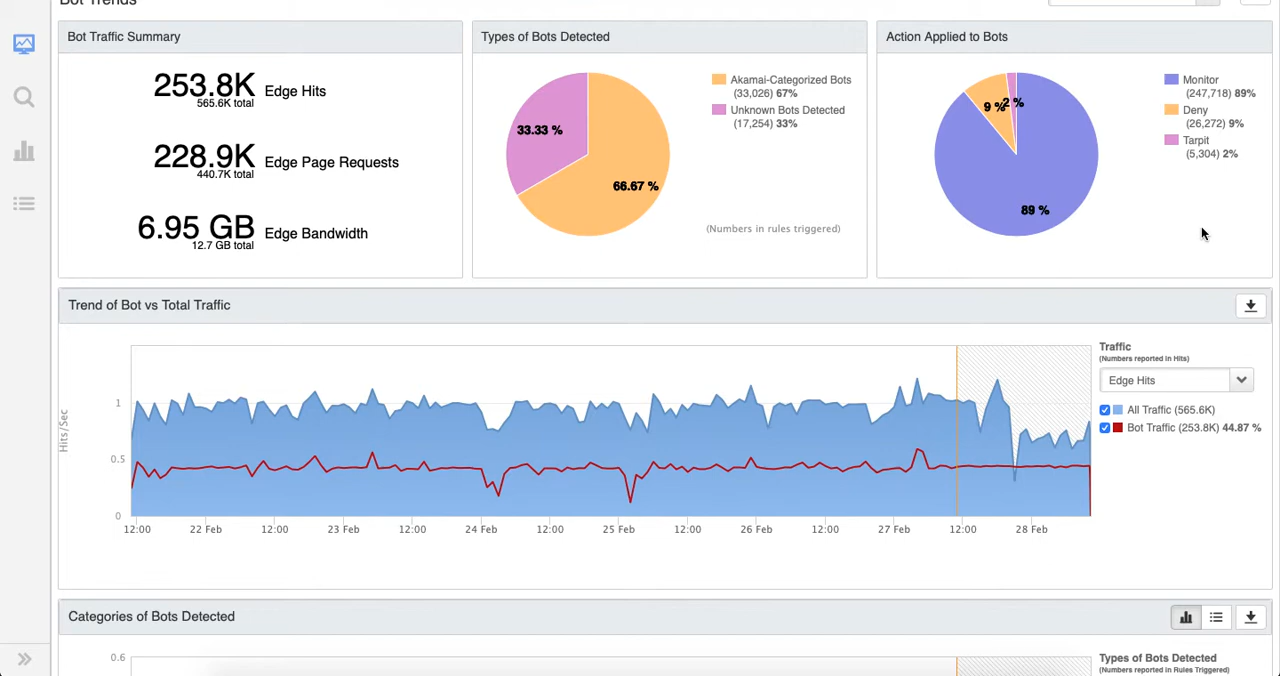 Bot Trends
Bot Traffic Summary
253.8K Edge Hits
565.6K total
228.9K Edge Page Requests
440.7K total
6.95 GB Edge Bandwidth
12.7 GB total
Types of Bots Detected
33.33 %
66.67 %
Akamai-Categorized Bots
(33,026) 67%
Unknown Bots Detected
(17,254) 33%
(Numbers in rules triggered)
Action Applied to Bots
9 %
2 %
89 %
Monitor
(247,718) 89%
Deny
(26,272) 9%
Tarpit
(5,304) 2%
Trend of Bot vs Total Traffic
Hits/Sec
1
0.5
0
12:00 22 Feb 12:00 23 Feb 12:00 24 Feb 12:00 25 Feb 12:00 26 Feb 12:00 27 Feb 12:00 28 Feb
Traffic
(Numbers reported in Hits)
Edge Hits
All Traffic (565.6K)
Bot Traffic (253.8K) 44.87 %
Categories of Bots Detected
0.6
Types of Bots Detected
(Numbers reported in Rules Triggered)